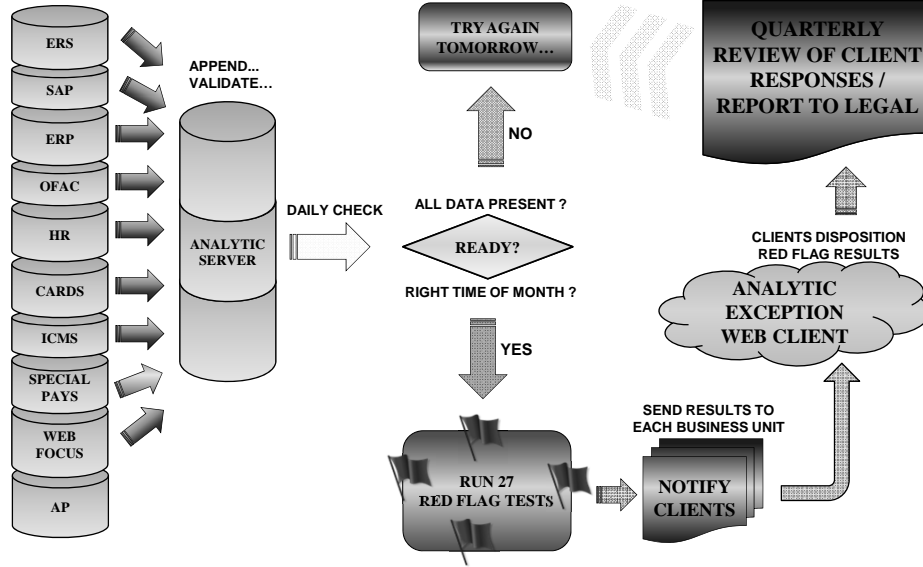 ERS
SAP
ERP
OFAC
HR
CARDS
ICMS
SPECIAL
PAYS
WEB
FOCUS
AP
APPEND...
VALIDATE…
ANALYTIC
SERVER
DAILY CHECK
TRY AGAIN
TOMORROW…
NO
ALL DATA PRESENT ?
READY?
RIGHT TIME OF MONTH ?
YES
RUN 27
RED FLAG TESTS
SEND RESULTS TO
EACH BUSINESS UNIT
NOTIFY
CLIENTS
QUARTERLY
REVIEW OF CLIENT
RESPONSES /
REPORT TO LEGAL
CLIENTS DISPOSITION
RED FLAG RESULTS
ANALYTIC
EXCEPTION
WEB CLIENT